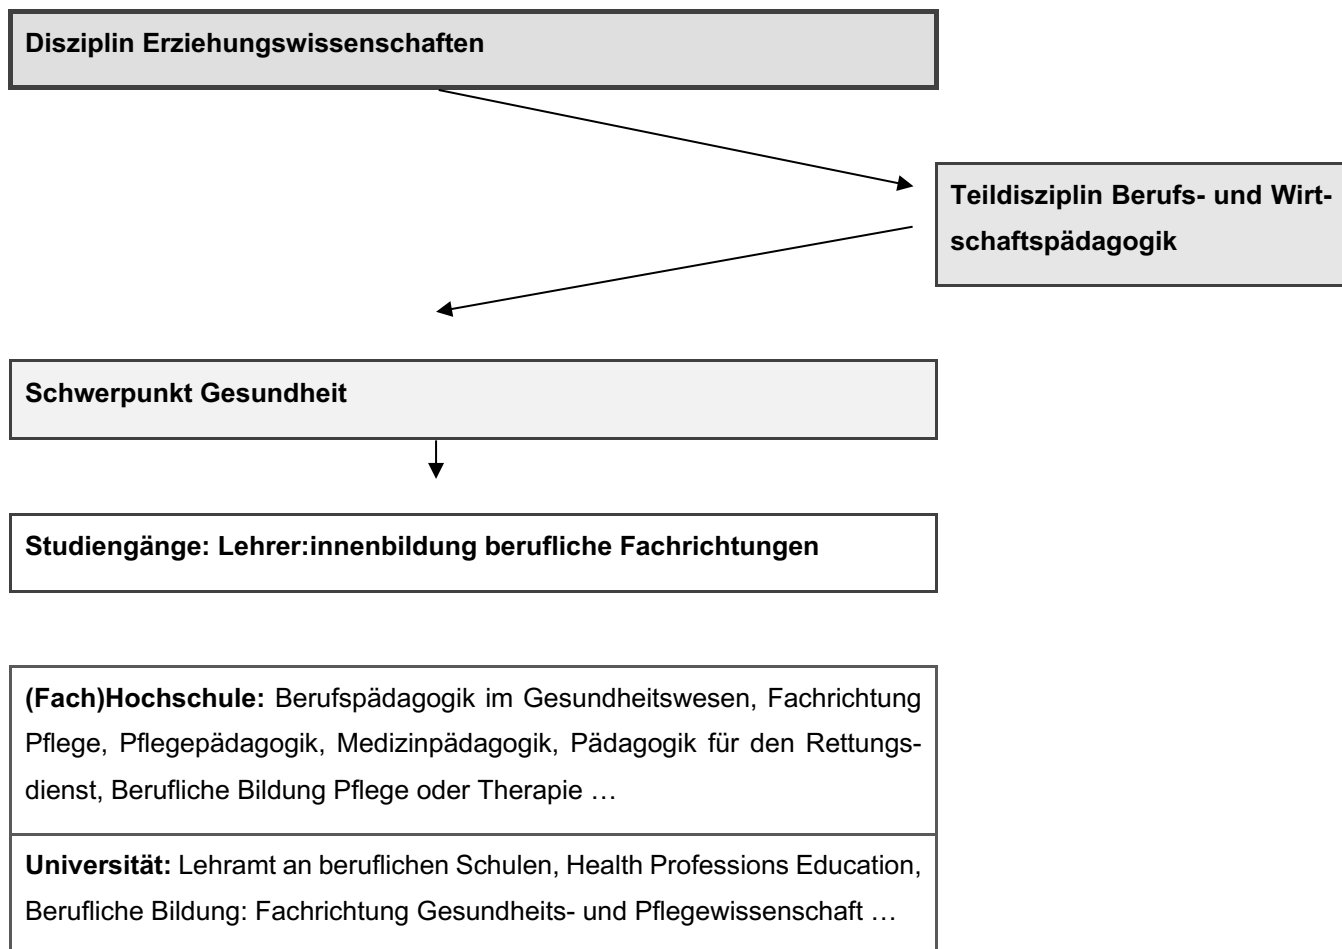 Disziplin Erziehungswissenschaften
Teildisziplin Berufs- und Wirt-
schaftspädagogik
Schwerpunkt Gesundheit
Studiengänge: Lehrer:innenbildung berufliche Fachrichtungen
(Fach)Hochschule: Berufspädagogik im Gesundheitswesen, Fachrichtung
Pflege, Pflegepädagogik, Medizinpädagogik, Pädagogik für den Rettungs-
dienst, Berufliche Bildung Pflege oder Therapie …
Universität: Lehramt an beruflichen Schulen, Health Professions Education,
Berufliche Bildung: Fachrichtung Gesundheits- und Pflegewissenschaft …